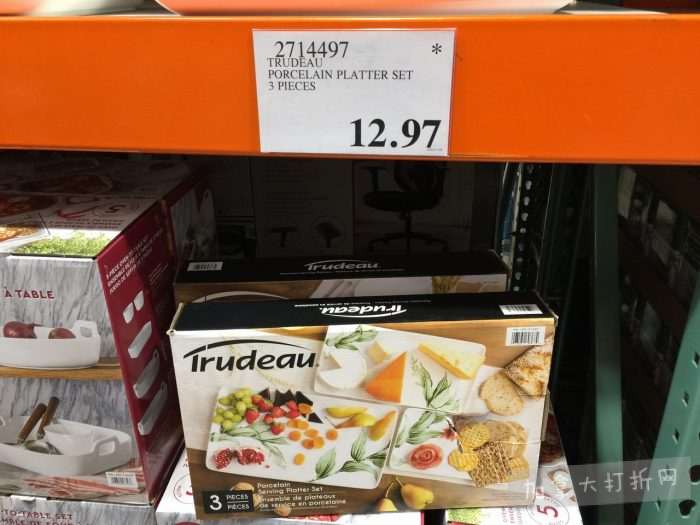 2714497 *
TRUDEAU
PORCELAIN PLATTER SET
3 PIECES
12.97
Trudeau
Trudeau
À TABLE
Trudeau
Porcelain
Serving Platter Set
Ensemble de plateaux
de service en porcelaine
3 PIECES
PIÈCES
大打折网